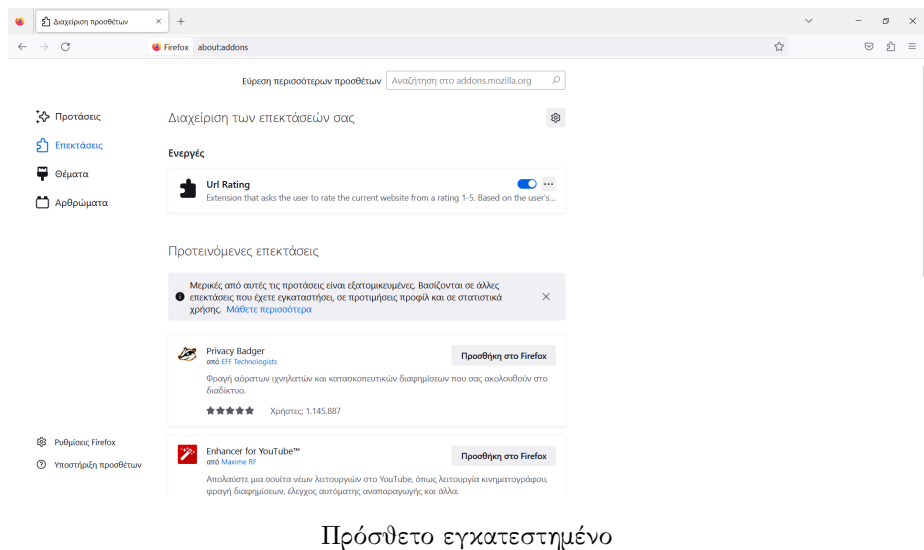 Διαχείριση προσθέτων
Firefox about:addons
Εύρεση περισσότερων προσθέτων Αναζήτηση στο addons.mozilla.org
Προτάσεις
Επεκτάσεις
Θέματα
Αρθρώματα
Διαχείριση των επεκτάσεών σας
Ενεργές
Url Rating
Extension that asks the user to rate the current website from a rating 1-5. Based on the user's...
Προτεινόμενες επεκτάσεις
Μερικές από αυτές τις προτάσεις είναι εξατομικευμένες. Βασίζονται σε άλλες
επεκτάσεις που έχετε εγκαταστήσει, σε προτιμήσεις προφίλ και σε στατιστικά
χρήσης. Μάθετε περισσότερα
Privacy Badger
από EFF Technologists
Προσθήκη στο Firefox
Φραγή αόρατων ιχνηλατών και κατασκοπευτικών διαφημίσεων που σας ακολουθούν στο
διαδίκτυο.
Χρήστες: 1.145.887
Enhancer for YouTube™
από Maxime RF
Προσθήκη στο Firefox
Απολαύστε μια σουίτα νέων λειτουργιών στο YouTube, όπως λειτουργία κινηματογράφου,
φραγή διαφημίσεων, έλεγχος αυτόματης αναπαραγωγής και άλλα.
Ρυθμίσεις Firefox
Υποστήριξη προσθέτων
Πρόσθετο εγκατεστημένο